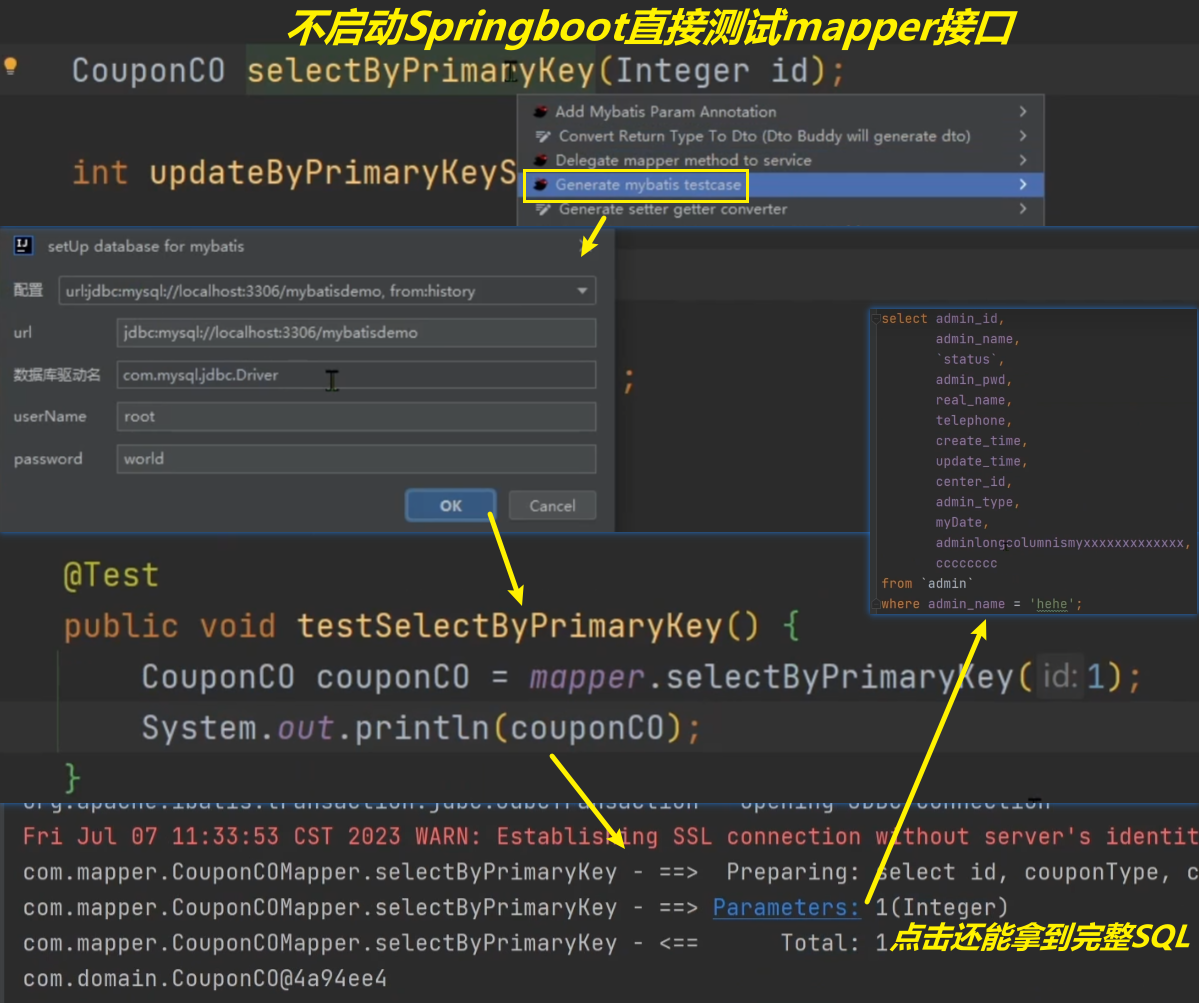 不启动Springboot直接测试mapper接口
CouponCO selectByPrimaryKey(Integer id);
Add Mybatis Param Annotation
Convert Return Type To Dto (Dto Buddy will generate dto)
Delegate mapper method to service
Generate mybatis testcase
Generate setter getter converter
int updateByPrimaryKeyS
setUp database for mybatis
配置 url:jdbc:mysql://localhost:3306/mybatisdemo, from:history
url jdbc:mysql://localhost:3306/mybatisdemo
数据库驱动名 com.mysql.jdbc.Driver
userName root
password world
OK Cancel
;
select admin_id,
admin_name,
`status`,
admin_pwd,
real_name,
telephone,
create_time,
update_time,
center_id,
admin_type,
myDate,
adminlongcolumnismyxxxxxxxxxxxxx,
cccccccc
from `admin`
where admin_name = 'hehe';
@Test
public void testSelectByPrimaryKey() {
CouponCO couponCO = mapper.selectByPrimaryKey( id: 1);
System.out.println(couponCO);
}
org.apache.ibatis.transaction.jdbc.JdbcTransaction - Opening JDBC Connection
Fri Jul 07 11:33:53 CST 2023 WARN: Establishing SSL connection without server's identit
com.mapper.CouponCOMapper.selectByPrimaryKey - ==> Preparing: select id, couponType, c
com.mapper.CouponCOMapper.selectByPrimaryKey - ==> Parameters: 1(Integer)
com.mapper.CouponCOMapper.selectByPrimaryKey - <== Total: 1
点击还能拿到完整SQL
com.domain.CouponCO@4a94ee4